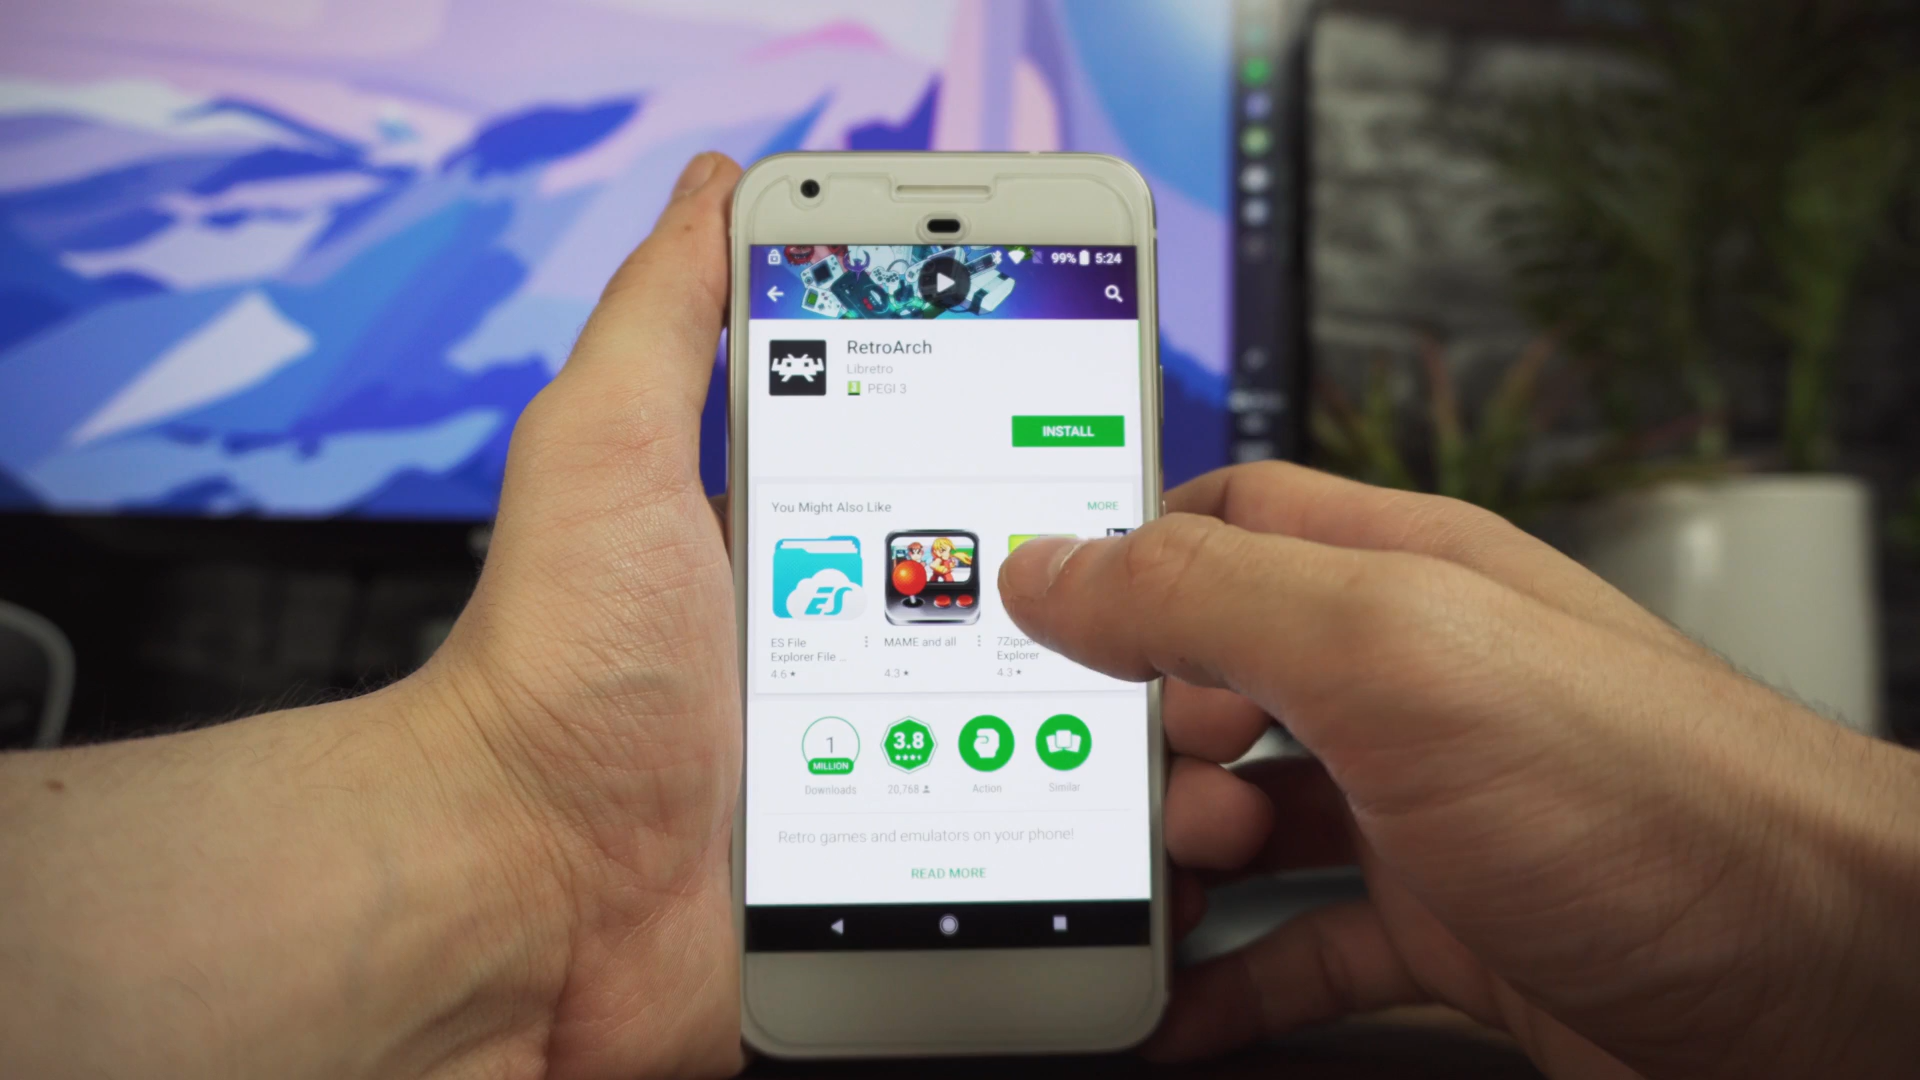 99% 5:24
RetroArch
Libretro
3 PEGI 3
INSTALL
You Might Also Like MORE
ES
ES File
Explorer File ...
4.6 ★
MAME and all
4.3 ★
7Zipper
Explorer
4.3 ★
1
MILLION
Downloads
3.8
20,768
Action
Similar
Retro games and emulators on your phone!
READ MORE